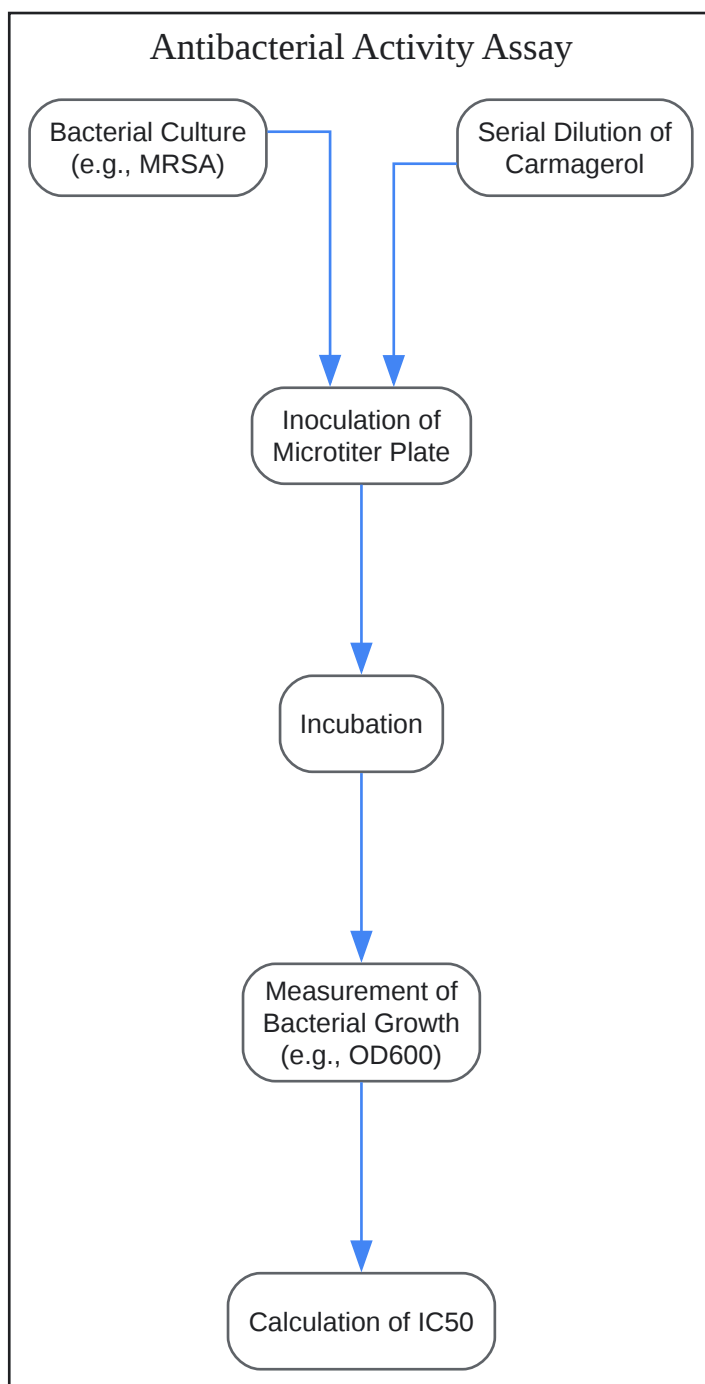 Antibacterial Activity Assay
Bacterial Culture
(e.g., MRSA)
Serial Dilution of
Carmagerol
Inoculation of
Microtiter Plate
Incubation
Measurement of
Bacterial Growth
(e.g., OD600)
Calculation of IC50